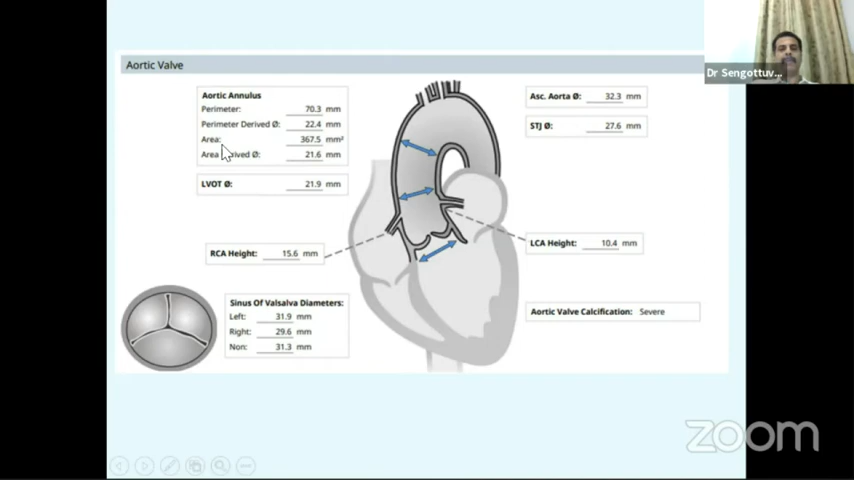 Aortic Valve
Aortic Annulus
Perimeter: 70.3 mm
Perimeter Derived Ø: 22.4 mm
Area: 367.5 mm²
Area Derived Ø: 21.6 mm
LVOT Ø: 21.9 mm
Asc. Aorta Ø: 32.3 mm
STJ Ø: 27.6 mm
RCA Height: 15.6 mm
LCA Height: 10.4 mm
Sinus Of Valsalva Diameters:
Left: 31.9 mm
Right: 29.6 mm
Non: 31.3 mm
Aortic Valve Calcification: Severe
Dr Sengottuv...
zoom